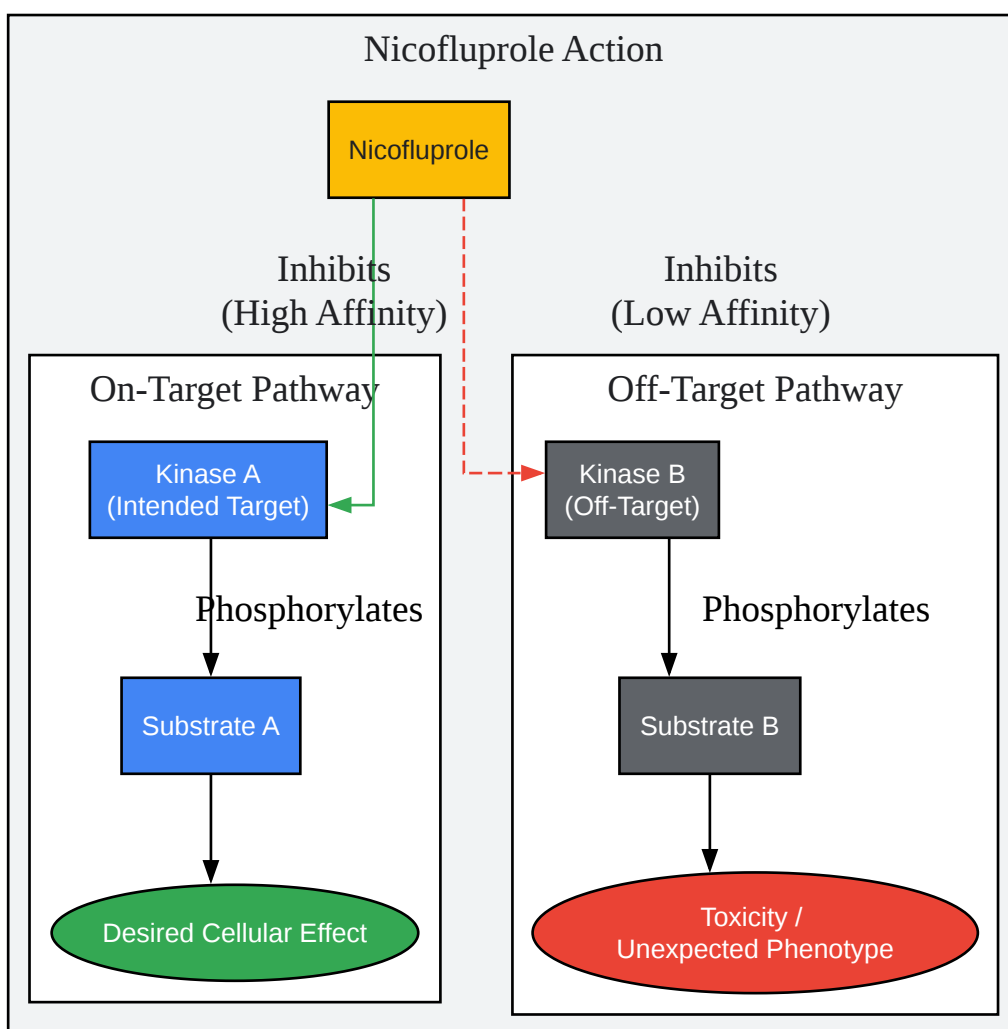 Nicofluprole Action
Nicofluprole
Inhibits
(High Affinity)
Inhibits
(Low Affinity)
On-Target Pathway
Kinase A
(Intended Target)
Phosphorylates
Substrate A
Desired Cellular Effect
Off-Target Pathway
Kinase B
(Off-Target)
Phosphorylates
Substrate B
Toxicity /
Unexpected Phenotype